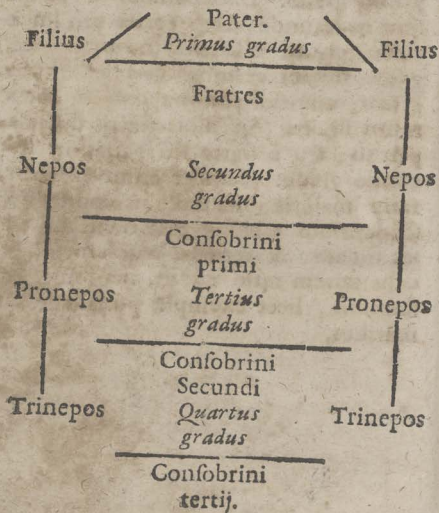 Pater.
Filius Primus gradus Filius
Fratres
Nepos Secundus Nepos
gradus
Conſobrini
primi
Pronepos Tertius Pronepos
gradus
Conſobrini
Secundi
Trinepos Quartus Trinepos
gradus
Conſobrini
tertij.